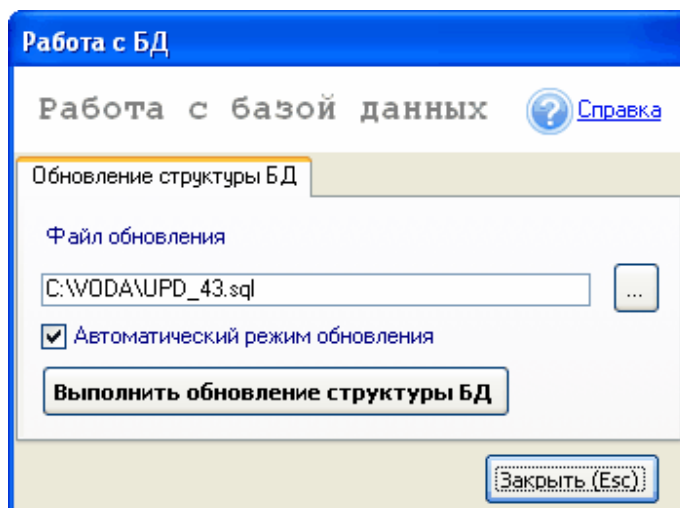 Работа с БД
Работа с базой данных
? Справка
Обновление структуры БД
Файл обновления
C:\VODA\UPD_43.sql
...
Автоматический режим обновления
Выполнить обновление структуры БД
Закрыть (Esc)